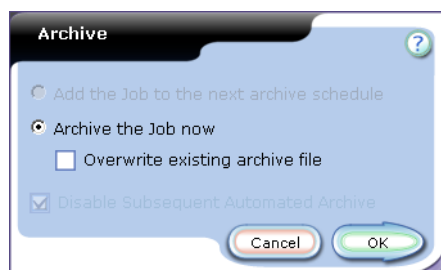 Archive
?
Add the Job to the next archive schedule
Archive the Job now
Overwrite existing archive file
Disable Subsequent Automated Archive
Cancel
OK